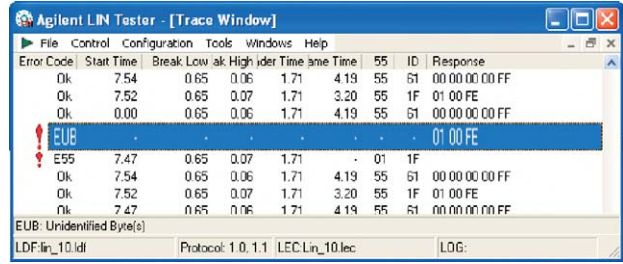 Agilent LIN Tester - [Trace Window]
File Control Configuration Tools Windows Help
Error Code Start Time Break Low ak High ider Time ame Time 55 ID Response
Ok 7.54 0.65 0.06 1.71 4.19 55 61 00 00 00 00 FF
Ok 7.52 0.65 0.07 1.71 3.20 55 1F 01 00 FE
Ok 0.00 0.65 0.06 1.71 4.19 55 61 00 00 00 00 FF
EUB · · · · · · · 01 00 FE
E55 7.47 0.65 0.07 1.71 · 01 1F
Ok 7.54 0.65 0.06 1.71 4.19 55 61 00 00 00 00 FF
Ok 7.52 0.65 0.07 1.71 3.20 55 1F 01 00 FE
Ok 7.47 0.65 0.06 1.71 4.19 55 61 00 00 00 00 FF
EUB: Unidentified Byte(s)
LDF:lin_10.ldf Protocol: 1.0, 1.1 LEC:Lin_10.lec LOG: